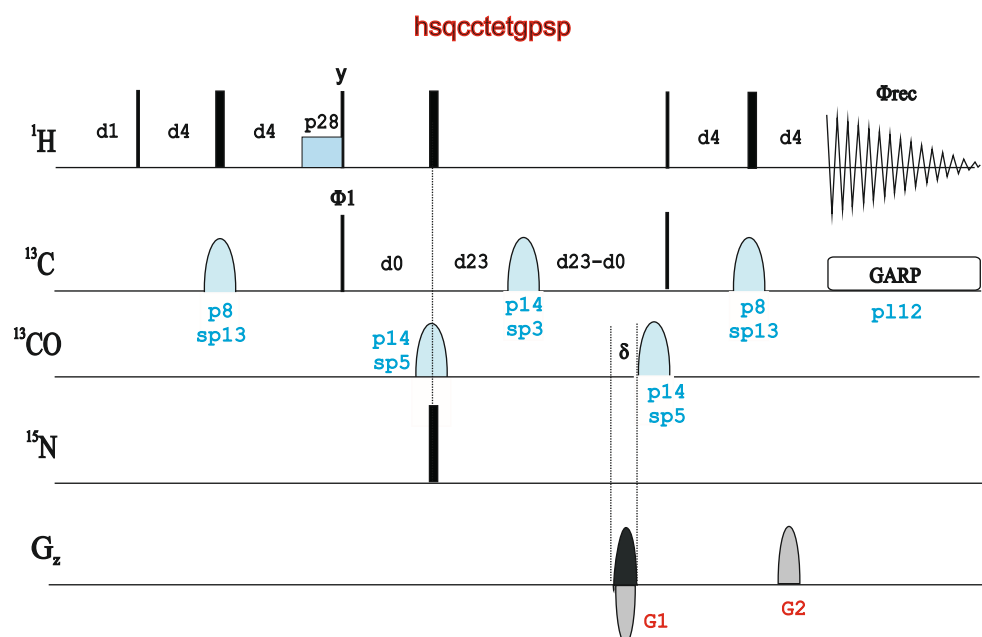 hsqcctetgpsp
y
Φrec
d1 d4 d4 p28 d4 d4
¹H
Φ1
¹³C
d0 d23 d23-d0 GARP
p8 p14 p8 pl12
sp13 sp3 sp13
¹³CO
p14 δ
sp5
p14
sp5
¹⁵N
Gz
G1 G2